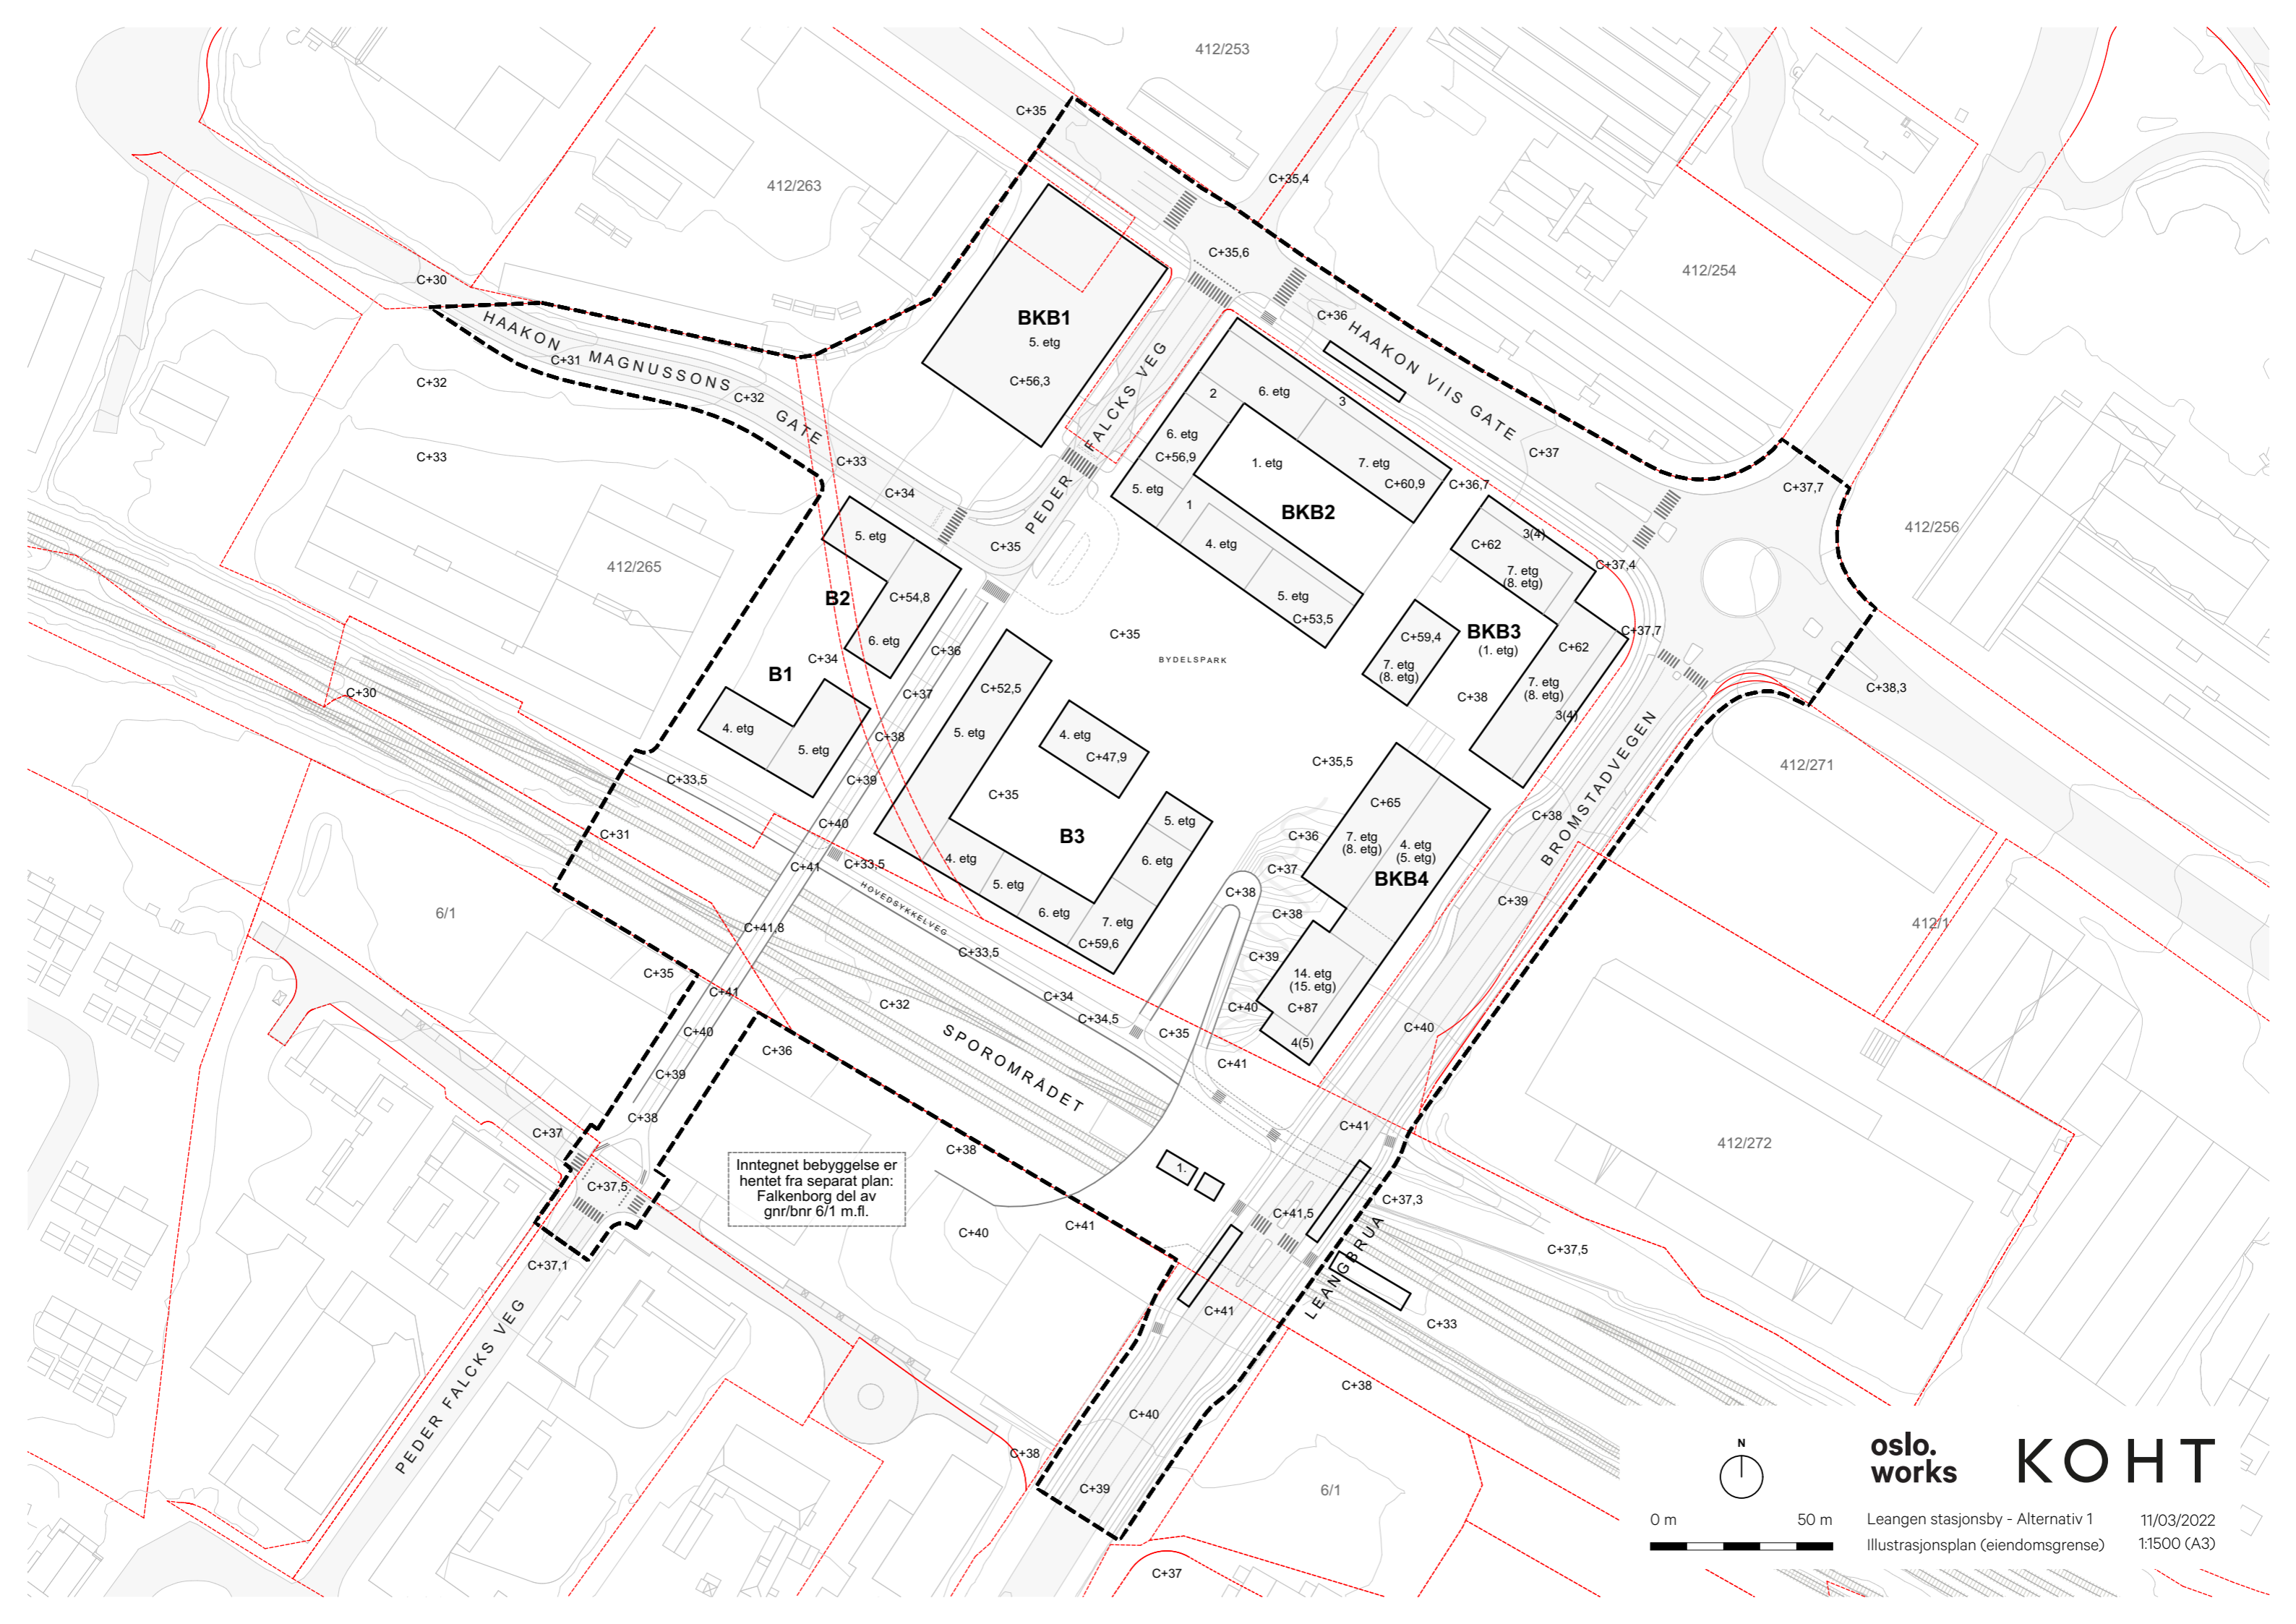 412/253
C+35
C+35,4
412/263
C+35,6
412/254
C+30
HAAKON MAGNUSSONS GATE
C+31
C+32
C+32
C+33
C+33
C+34
C+35
BKB1
5. etg
C+56,3
PEDER FALCKS VEG
C+36
HAAKON VIIS GATE
C+37
C+36,7
C+37,4
C+37,7
C+37,7
C+38,3
412/256
2
6. etg
3
6. etg
C+56,9
1. etg
7. etg
C+60,9
5. etg
1
BKB2
4. etg
5. etg
C+53,5
3(4)
C+62
7. etg
(8. etg)
C+59,4
BKB3
(1. etg)
C+62
7. etg
(8. etg)
7. etg
(8. etg)
C+38
3(4)
412/265
5. etg
B2
C+54,8
6. etg
C+34
B1
4. etg
5. etg
C+36
C+37
C+38
C+39
C+40
C+41
C+41,8
C+41
C+40
C+39
C+38
C+35
BYDELSPARK
C+52,5
5. etg
4. etg
C+47,9
C+35
B3
5. etg
6. etg
4. etg
5. etg
6. etg
7. etg
C+59,6
C+35,5
C+65
7. etg
(8. etg)
4. etg
(5. etg)
BKB4
C+36
C+37
C+38
C+38
C+39
C+40
14. etg
(15. etg)
C+87
4(5)
BROMSTADVEGEN
C+38
C+39
C+40
C+41
412/271
412/1
412/272
C+30
C+33,5
C+31
C+33,5
HOVEDSYKKELVEG
C+33,5
C+34
C+34,5
C+35
C+41
C+32
SPOROMRÅDET
6/1
C+35
C+36
C+38
C+40
C+41
Inntegnet bebyggelse er
hentet fra separat plan:
Falkenborg del av
gnr/bnr 6/1 m.fl.
C+37
C+37,5
C+37,1
PEDER FALCKS VEG
1.
C+41,5
C+37,3
LEANGBRUA
C+37,5
C+33
C+41
C+38
C+40
C+38
C+39
6/1
C+37
N
0 m
50 m
oslo.
works
KOHT
Leangen stasjonsby - Alternativ 1
11/03/2022
Illustrasjonsplan (eiendomsgrense)
1:1500 (A3)